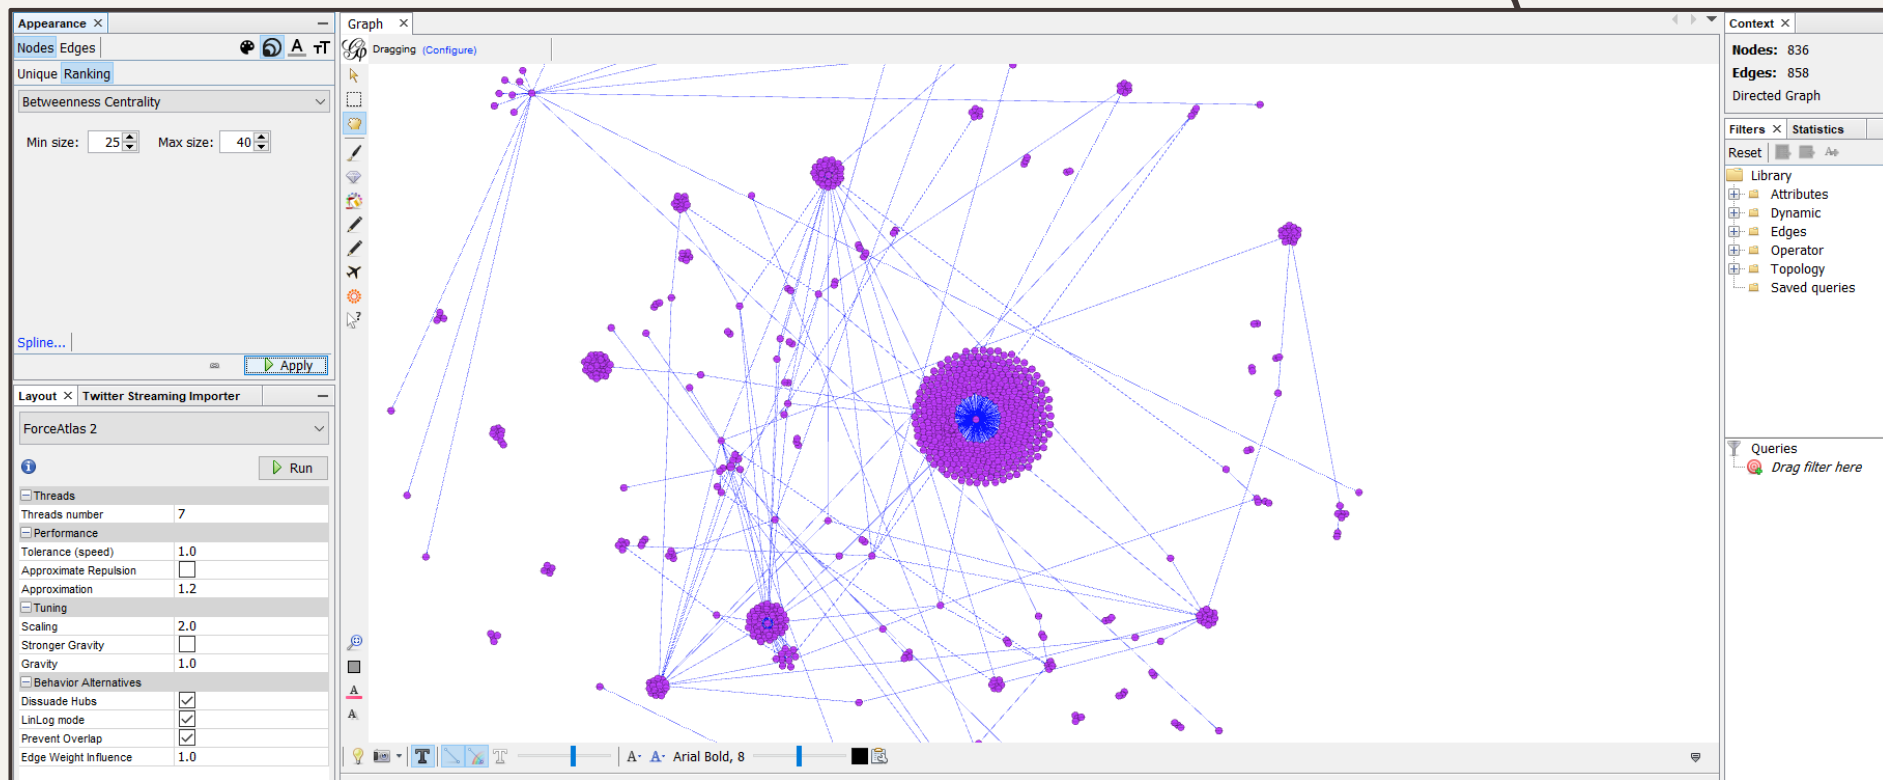 Appearance ×
Nodes Edges
A TT
Unique Ranking
Betweenness Centrality
Min size: 25 Max size: 40
Spline...
Apply
Layout × Twitter Streaming Importer
ForceAtlas 2
Run
Threads
Threads number 7
Performance
Tolerance (speed) 1.0
Approximate Repulsion
Approximation 1.2
Tuning
Scaling 2.0
Stronger Gravity
Gravity 1.0
Behavior Alternatives
Dissuade Hubs
LinLog mode
Prevent Overlap
Edge Weight Influence 1.0
Graph ×
Dragging (Configure)
A
A
T T A- A- Arial Bold, 8
Context ×
Nodes: 836
Edges: 858
Directed Graph
Filters × Statistics
Reset
Library
Attributes
Dynamic
Edges
Operator
Topology
Saved queries
Queries
Drag filter here